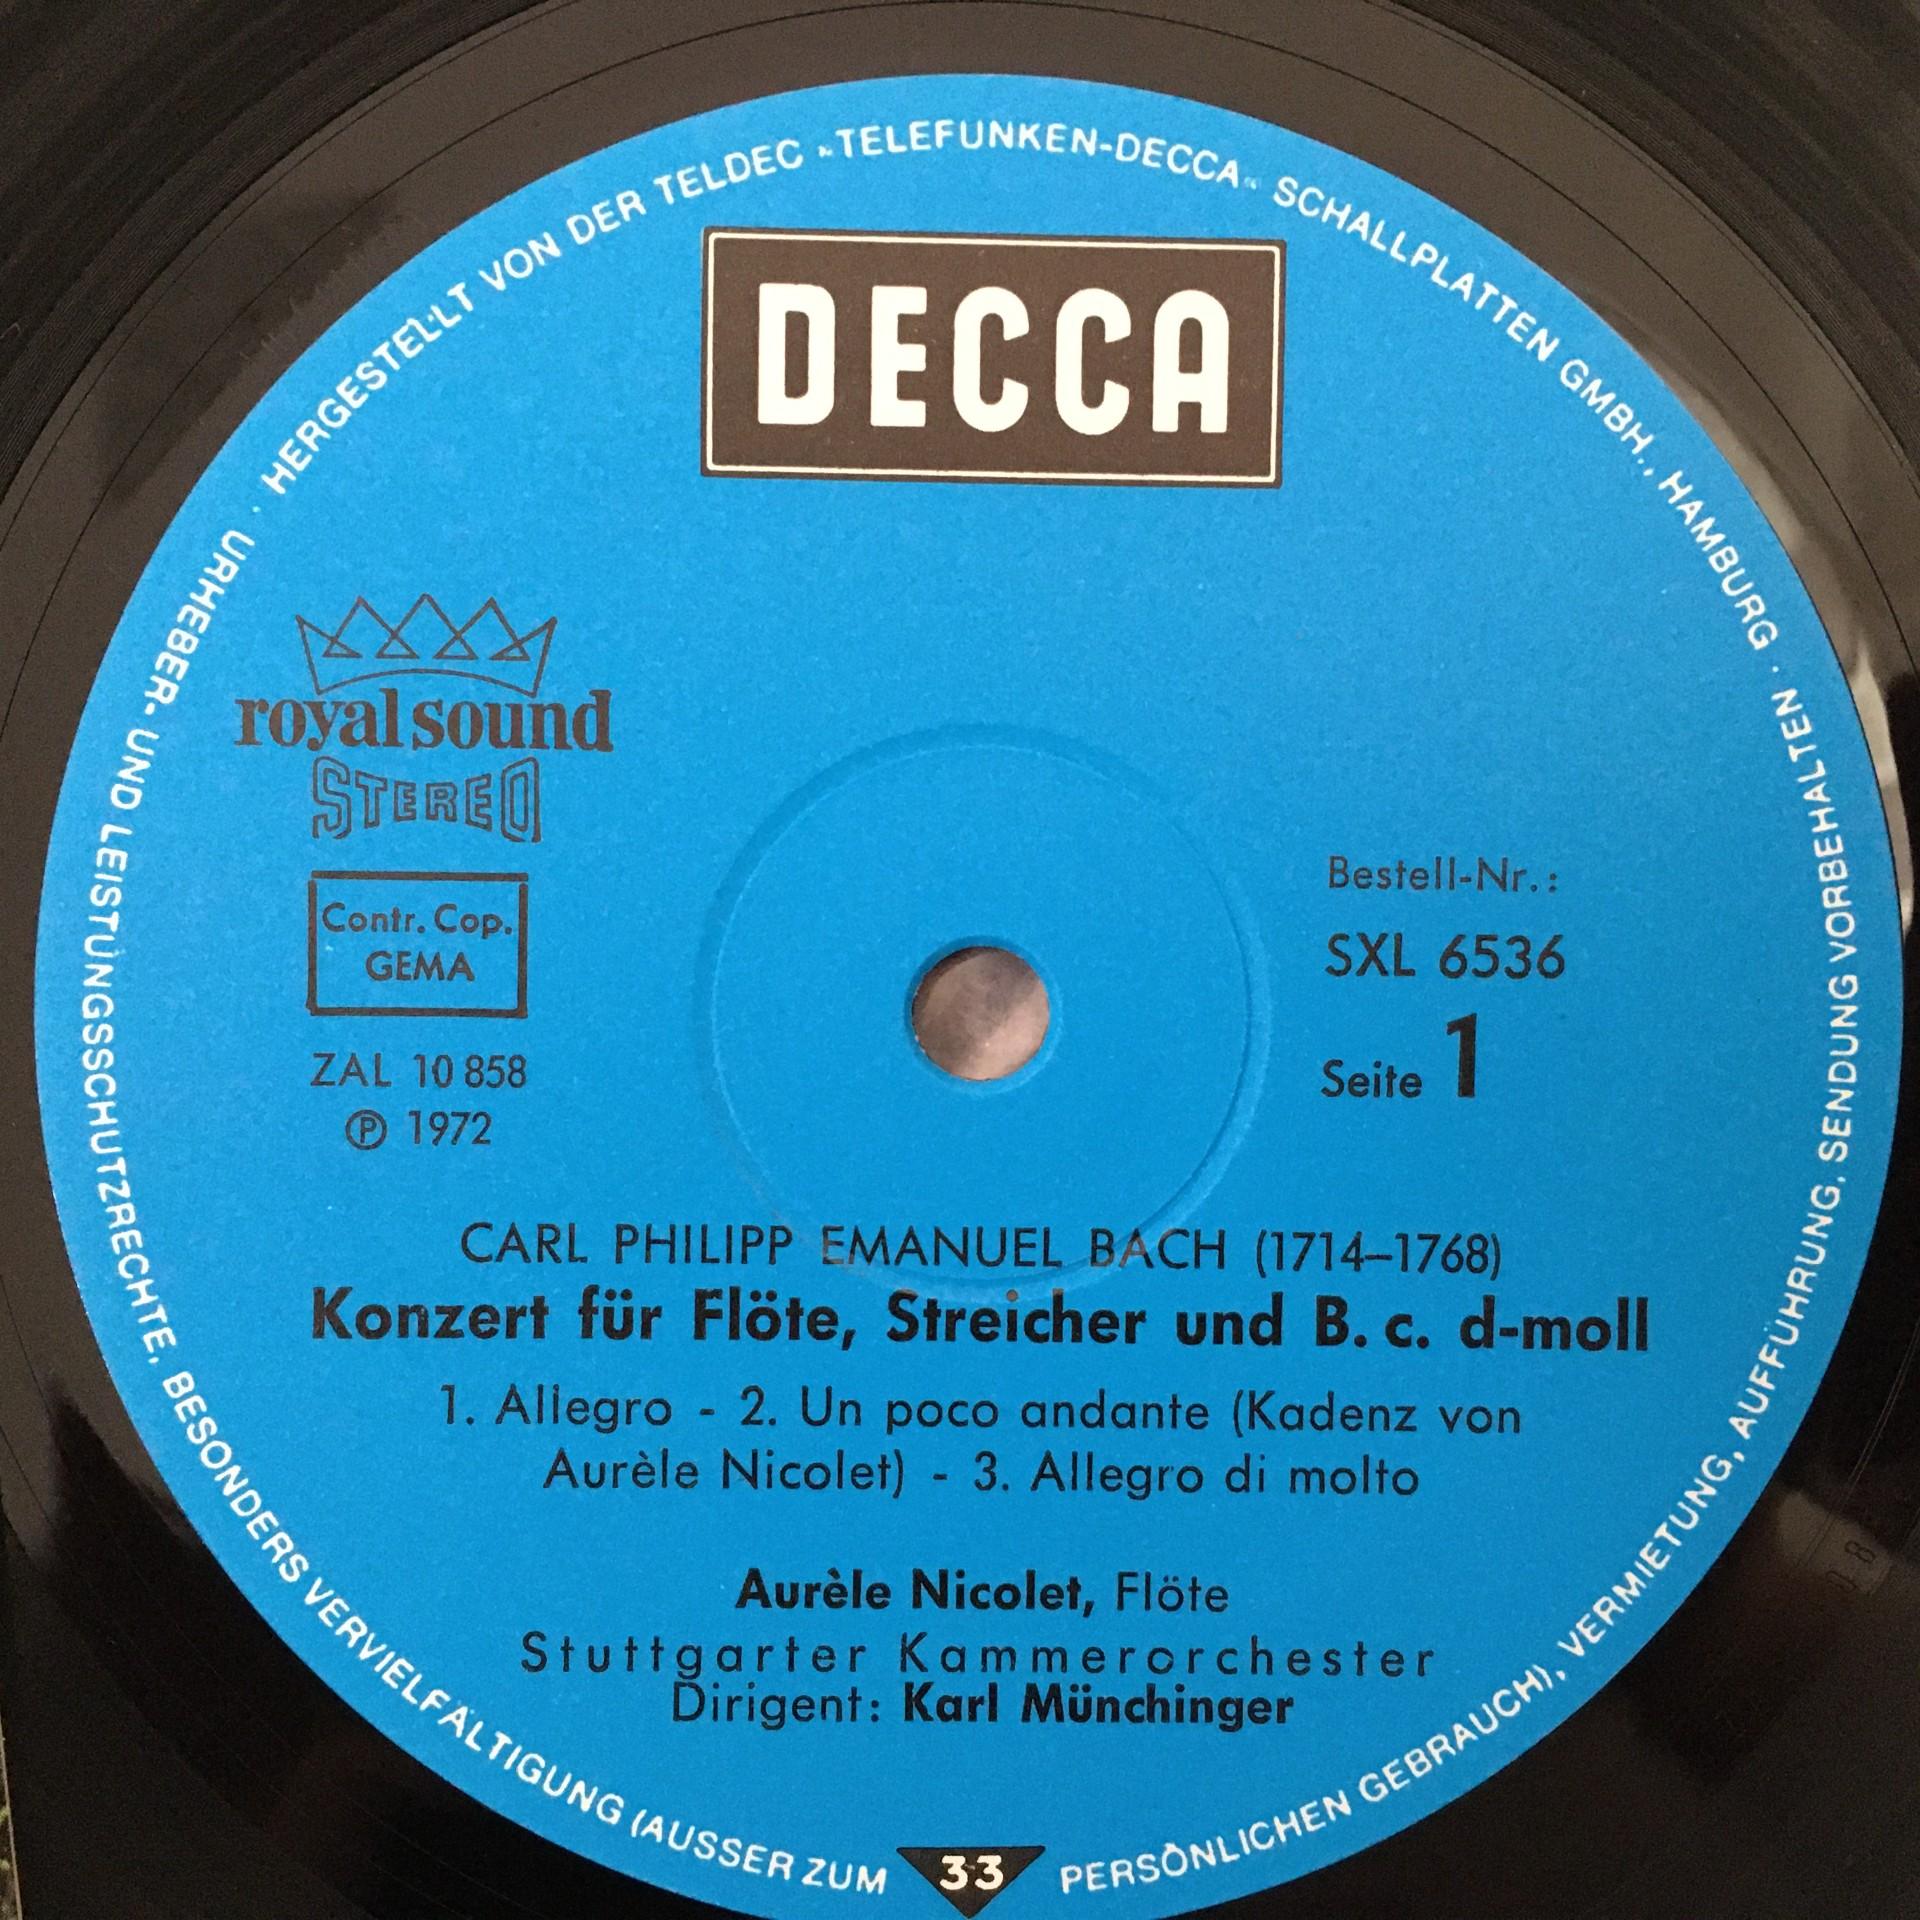 HERGESTELLT VON DER TELDEC »TELEFUNKEN-DECCA« SCHALLPLATTEN GMBH., HAMBURG · URHEBER- UND LEISTUNGSSCHUTZRECHTE, BESONDERS VERVIELFÄLTIGUNG (AUSSER ZUM PERSÖNLICHEN GEBRAUCH), VERMIETUNG, AUFFÜHRUNG, SENDUNG VORBEHALTEN ·
DECCA
royal sound
STEREO
Contr. Cop.
GEMA
ZAL 10 858
℗ 1972
Bestell-Nr.:
SXL 6536
Seite 1
CARL PHILIPP EMANUEL BACH (1714–1768)
Konzert für Flöte, Streicher und B. c. d-moll
1. Allegro - 2. Un poco andante (Kadenz von
Aurèle Nicolet) - 3. Allegro di molto
Aurèle Nicolet, Flöte
Stuttgarter Kammerorchester
Dirigent: Karl Münchinger
33